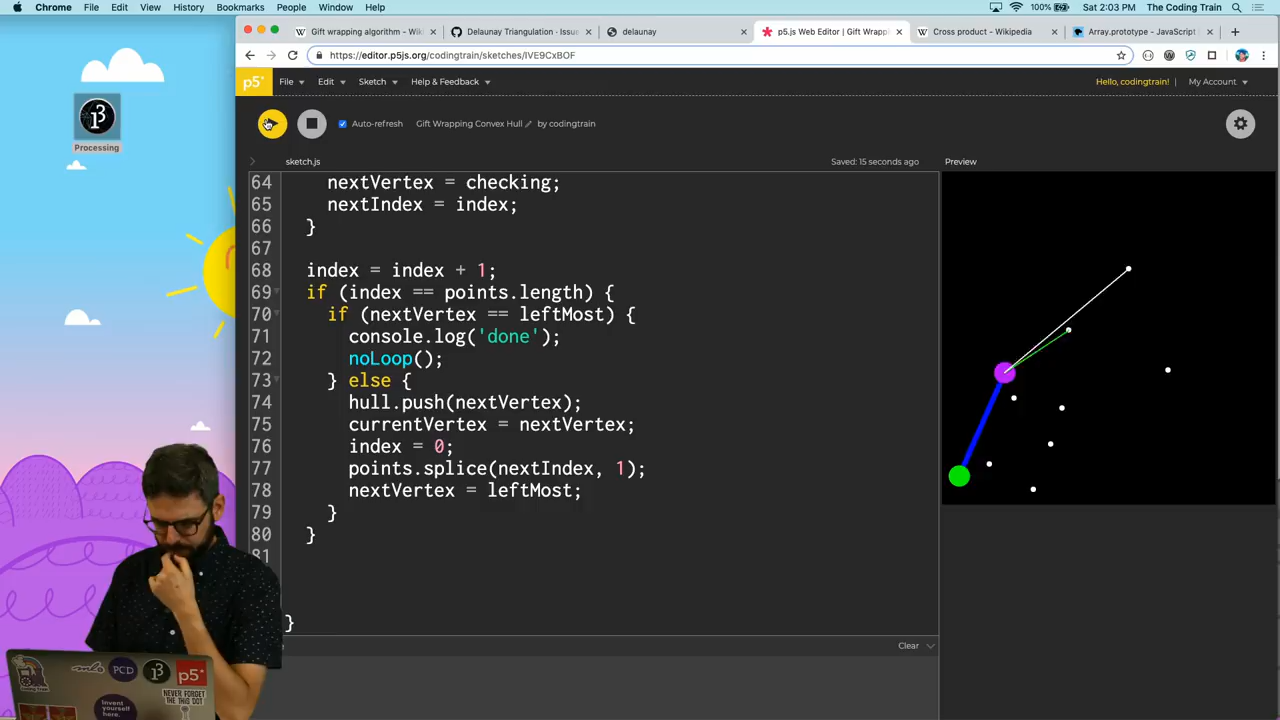 Chrome File Edit View History Bookmarks People Window Help
100% Sat 2:03 PM The Coding Train
Gift wrapping algorithm - Wiki
Delaunay Triangulation · Issu
delaunay
p5.js Web Editor | Gift Wrapp
Cross product - Wikipedia
Array.prototype - JavaScript
https://editor.p5js.org/codingtrain/sketches/IVE9CxBOF
p5* File Edit Sketch Help & Feedback
Hello, codingtrain! My Account
Auto-refresh Gift Wrapping Convex Hull by codingtrain
Processing
sketch.js Saved: 15 seconds ago Preview
64 nextVertex = checking;
65 nextIndex = index;
66 }
67
68 index = index + 1;
69 if (index == points.length) {
70 if (nextVertex == leftMost) {
71 console.log('done');
72 noLoop();
73 } else {
74 hull.push(nextVertex);
75 currentVertex = nextVertex;
76 index = 0;
77 points.splice(nextIndex, 1);
78 nextVertex = leftMost;
79 }
80 }
81
}
Clear
PCD
p5*
Invent yourself here.
NEVER FORGET THE THIS DOT